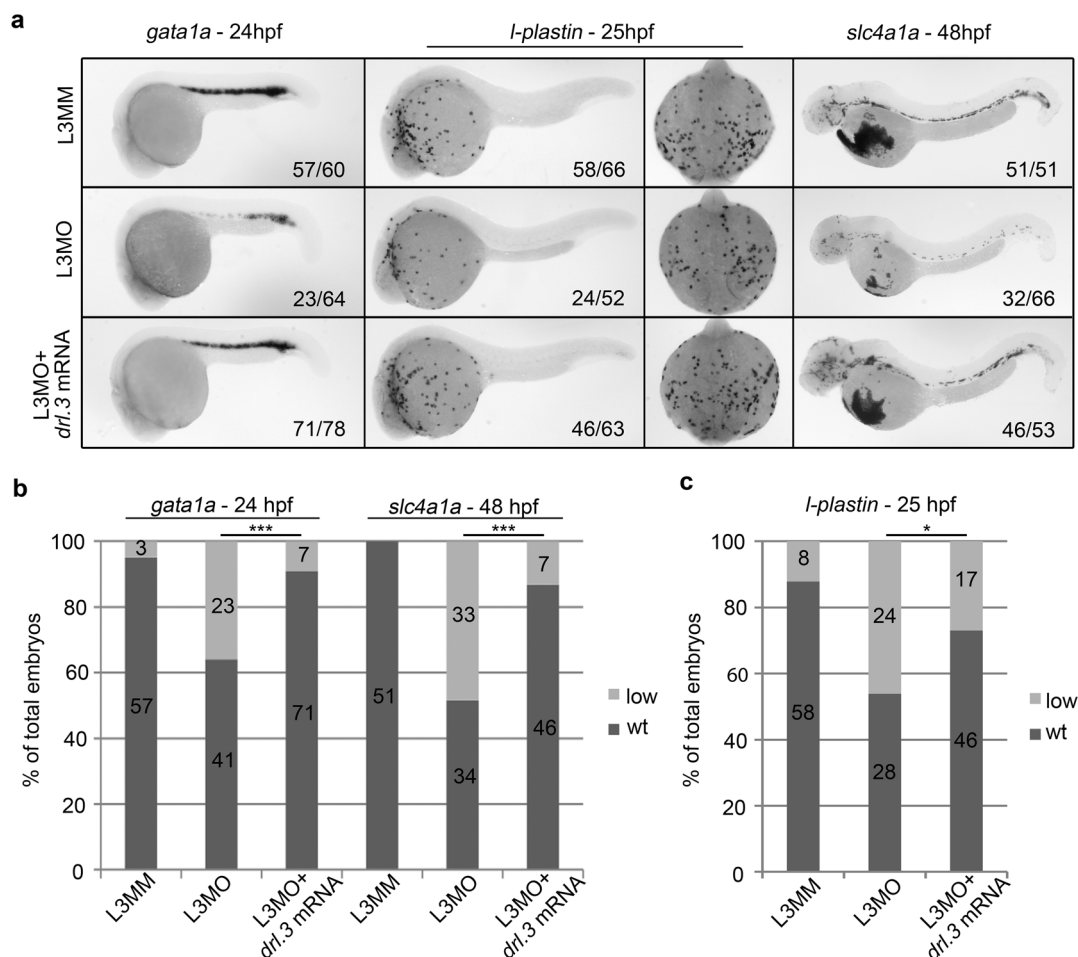 a
gata1a - 24hpf
l-plastin - 25hpf
slc4a1a - 48hpf
L3MM
57/60
58/66
51/51
L3MO
23/64
24/52
32/66
L3MO+
drl.3 mRNA
71/78
46/63
46/53
b
gata1a - 24 hpf
slc4a1a - 48 hpf
***
***
% of total embryos
100
80
60
40
20
0
3
57
23
41
7
71
51
33
34
7
46
low
wt
L3MM
L3MO
L3MO+
drl.3 mRNA
L3MM
L3MO
L3MO+
drl.3 mRNA
c
l-plastin - 25 hpf
*
% of total embryos
100
80
60
40
20
0
8
58
24
28
17
46
low
wt
L3MM
L3MO
L3MO+
drl.3 mRNA